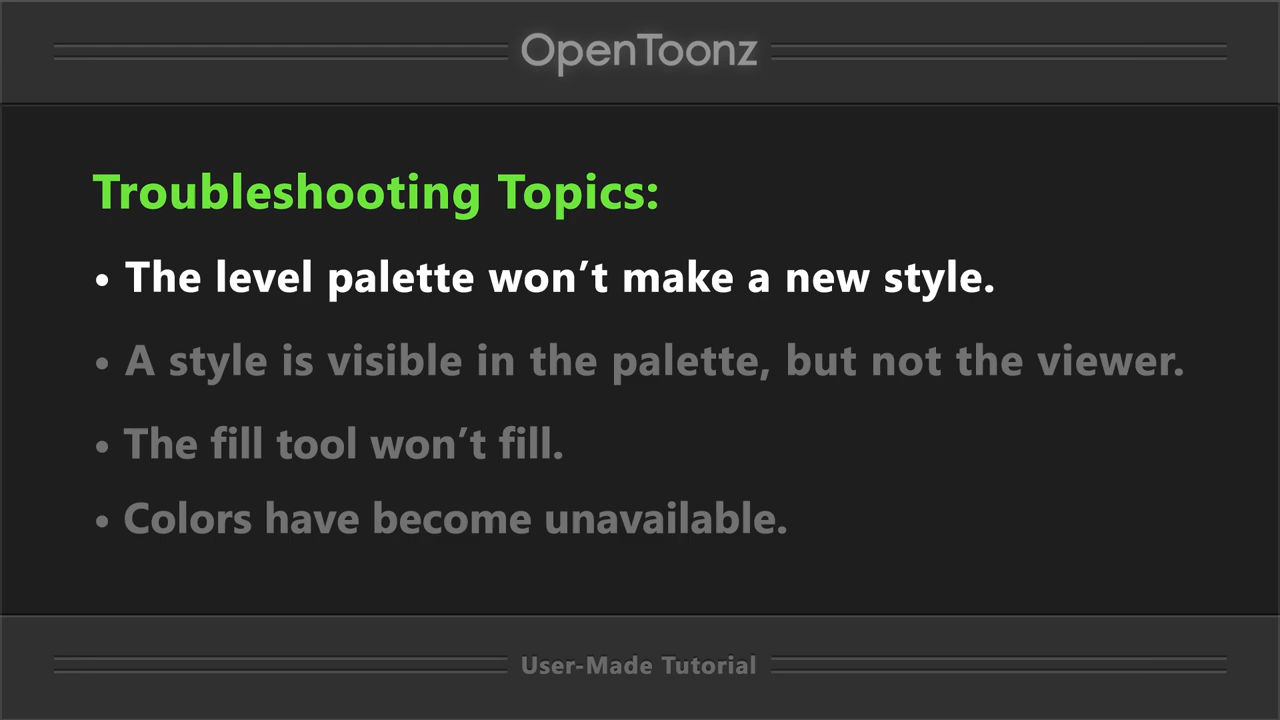 OpenToonz
Troubleshooting Topics:
• The level palette won’t make a new style.
• A style is visible in the palette, but not the viewer.
• The fill tool won’t fill.
• Colors have become unavailable.
User-Made Tutorial